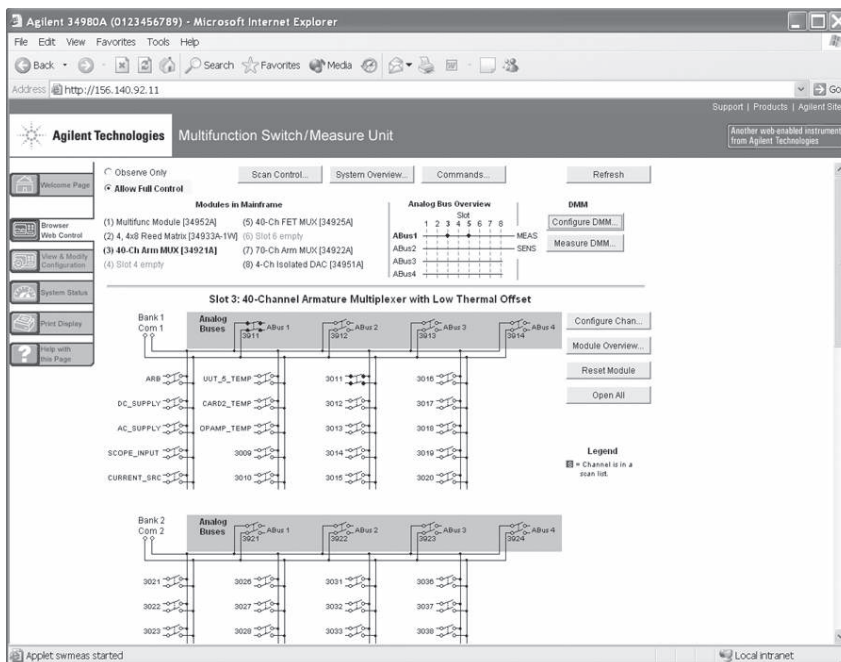 Agilent 34980A (0123456789) - Microsoft Internet Explorer
File Edit View Favorites Tools Help
Back Search Favorites Media
Address http://156.140.92.11 Go
Support | Products | Agilent Site
Agilent Technologies Multifunction Switch/Measure Unit
Another web-enabled instrument
from Agilent Technologies
Welcome Page
Browser
Web Control
View & Modify
Configuration
System Status
Print Display
Help with
this Page
Observe Only
Allow Full Control
Scan Control... System Overview... Commands... Refresh
Modules in Mainframe
(1) Multifunc Module [34952A]
(2) 4, 4x8 Reed Matrix [34933A-1W]
(3) 40-Ch Arm MUX [34921A]
(4) Slot 4 empty
(5) 40-Ch FET MUX [34925A]
(6) Slot 6 empty
(7) 70-Ch Arm MUX [34922A]
(8) 4-Ch Isolated DAC [34951A]
Analog Bus Overview
Slot
1 2 3 4 5 6 7 8
ABus1 MEAS
ABus2 SENS
ABus3
ABus4
DMM
Configure DMM...
Measure DMM...
Slot 3: 40-Channel Armature Multiplexer with Low Thermal Offset
Bank 1
Com 1
Analog
Buses
ABus 1 ABus 2 ABus 3 ABus 4
3911 3912 3913 3914
ARB UUT_5_TEMP 3011 3016
DC_SUPPLY CARD2_TEMP 3012 3017
AC_SUPPLY OPAMP_TEMP 3013 3018
SCOPE_INPUT 3009 3014 3019
CURRENT_SRC 3010 3015 3020
Configure Chan...
Module Overview...
Reset Module
Open All
Legend
S = Channel is in a
scan list.
Bank 2
Com 2
Analog
Buses
ABus 1 ABus 2 ABus 3 ABus 4
3921 3922 3923 3924
3021 3026 3031 3036
3022 3027 3032 3037
3023 3028 3033 3038
Applet swmeas started Local intranet